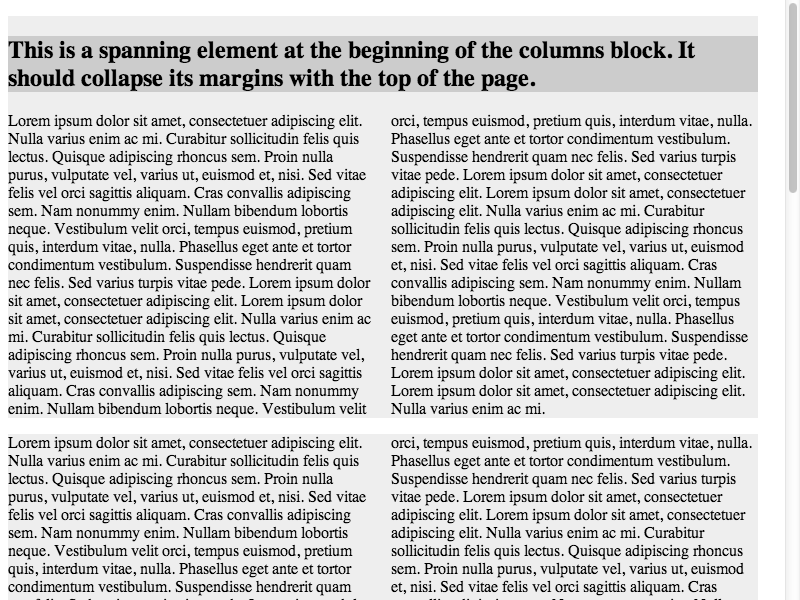 This is a spanning element at the beginning of the columns block. It
should collapse its margins with the top of the page.
Lorem ipsum dolor sit amet, consectetuer adipiscing elit.
Nulla varius enim ac mi. Curabitur sollicitudin felis quis
lectus. Quisque adipiscing rhoncus sem. Proin nulla
purus, vulputate vel, varius ut, euismod et, nisi. Sed vitae
felis vel orci sagittis aliquam. Cras convallis adipiscing
sem. Nam nonummy enim. Nullam bibendum lobortis
neque. Vestibulum velit orci, tempus euismod, pretium
quis, interdum vitae, nulla. Phasellus eget ante et tortor
condimentum vestibulum. Suspendisse hendrerit quam
nec felis. Sed varius turpis vitae pede. Lorem ipsum dolor
sit amet, consectetuer adipiscing elit. Lorem ipsum dolor
sit amet, consectetuer adipiscing elit. Nulla varius enim ac
mi. Curabitur sollicitudin felis quis lectus. Quisque
adipiscing rhoncus sem. Proin nulla purus, vulputate vel,
varius ut, euismod et, nisi. Sed vitae felis vel orci sagittis
aliquam. Cras convallis adipiscing sem. Nam nonummy
enim. Nullam bibendum lobortis neque. Vestibulum velit
orci, tempus euismod, pretium quis, interdum vitae, nulla.
Phasellus eget ante et tortor condimentum vestibulum.
Suspendisse hendrerit quam nec felis. Sed varius turpis
vitae pede. Lorem ipsum dolor sit amet, consectetuer
adipiscing elit. Lorem ipsum dolor sit amet, consectetuer
adipiscing elit. Nulla varius enim ac mi. Curabitur
sollicitudin felis quis lectus. Quisque adipiscing rhoncus
sem. Proin nulla purus, vulputate vel, varius ut, euismod
et, nisi. Sed vitae felis vel orci sagittis aliquam. Cras
convallis adipiscing sem. Nam nonummy enim. Nullam
bibendum lobortis neque. Vestibulum velit orci, tempus
euismod, pretium quis, interdum vitae, nulla. Phasellus
eget ante et tortor condimentum vestibulum. Suspendisse
hendrerit quam nec felis. Sed varius turpis vitae pede.
Lorem ipsum dolor sit amet, consectetuer adipiscing elit.
Lorem ipsum dolor sit amet, consectetuer adipiscing elit.
Nulla varius enim ac mi.
Lorem ipsum dolor sit amet, consectetuer adipiscing elit.
Nulla varius enim ac mi. Curabitur sollicitudin felis quis
lectus. Quisque adipiscing rhoncus sem. Proin nulla
purus, vulputate vel, varius ut, euismod et, nisi. Sed vitae
felis vel orci sagittis aliquam. Cras convallis adipiscing
sem. Nam nonummy enim. Nullam bibendum lobortis
neque. Vestibulum velit orci, tempus euismod, pretium
quis, interdum vitae, nulla. Phasellus eget ante et tortor
condimentum vestibulum. Suspendisse hendrerit quam
orci, tempus euismod, pretium quis, interdum vitae, nulla.
Phasellus eget ante et tortor condimentum vestibulum.
Suspendisse hendrerit quam nec felis. Sed varius turpis
vitae pede. Lorem ipsum dolor sit amet, consectetuer
adipiscing elit. Lorem ipsum dolor sit amet, consectetuer
adipiscing elit. Nulla varius enim ac mi. Curabitur
sollicitudin felis quis lectus. Quisque adipiscing rhoncus
sem. Proin nulla purus, vulputate vel, varius ut, euismod
et, nisi. Sed vitae felis vel orci sagittis aliquam. Cras